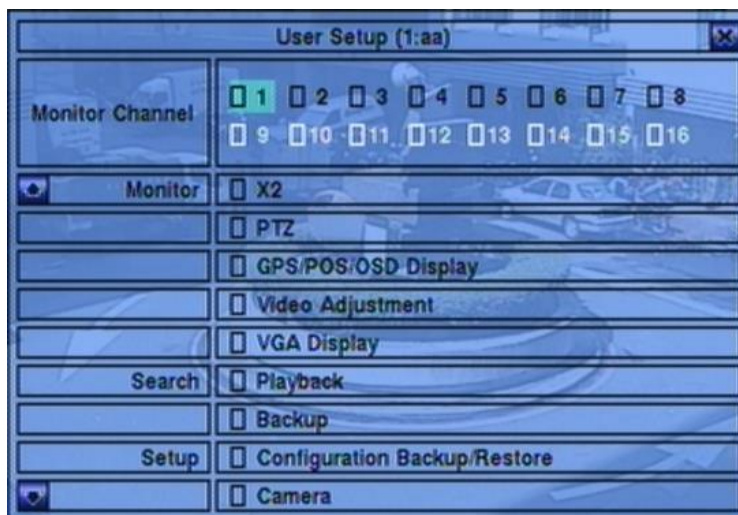 User Setup (1:aa)
Monitor Channel
1 2 3 4 5 6 7 8
9 10 11 12 13 14 15 16
Monitor X2
PTZ
GPS/POS/OSD Display
Video Adjustment
VGA Display
Search Playback
Backup
Setup Configuration Backup/Restore
Camera